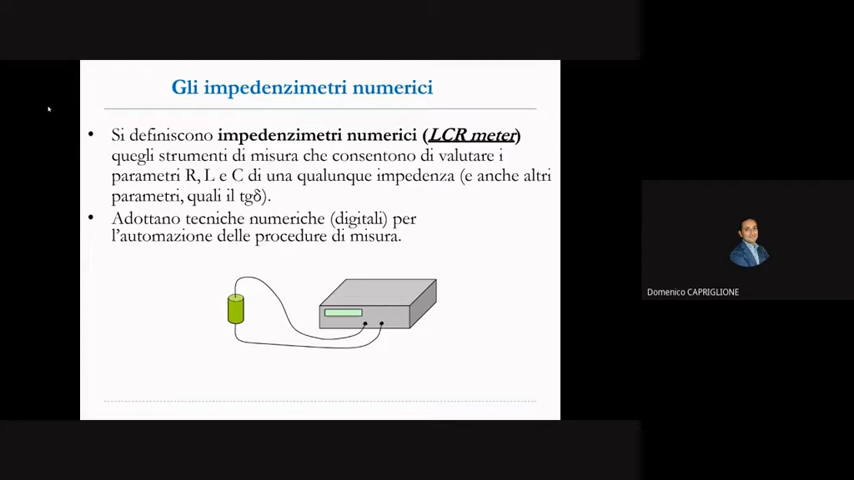 Gli impedenzimetri numerici
• Si definiscono impedenzimetri numerici (LCR meter)
quegli strumenti di misura che consentono di valutare i
parametri R, L e C di una qualunque impedenza (e anche altri
parametri, quali il tgδ).
• Adottano tecniche numeriche (digitali) per
l'automazione delle procedure di misura.
Domenico CAPRIGLIONE